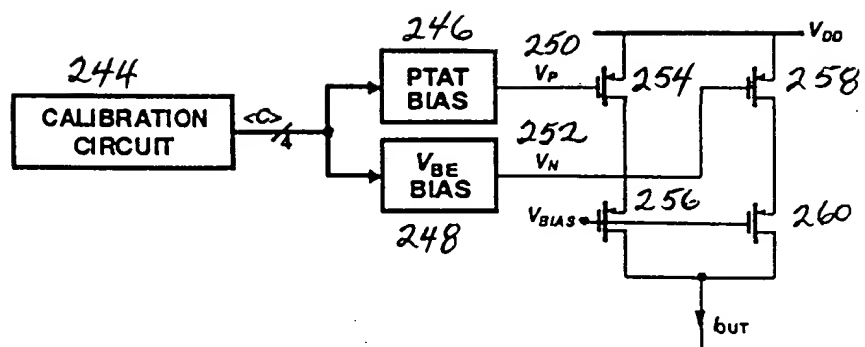 246
250
V_DD
244
PTAT
BIAS
V_P
254
258
CALIBRATION
CIRCUIT
<C>
4
252
V_BE
BIAS
V_N
256
260
V_BIAS
248
I_OUT